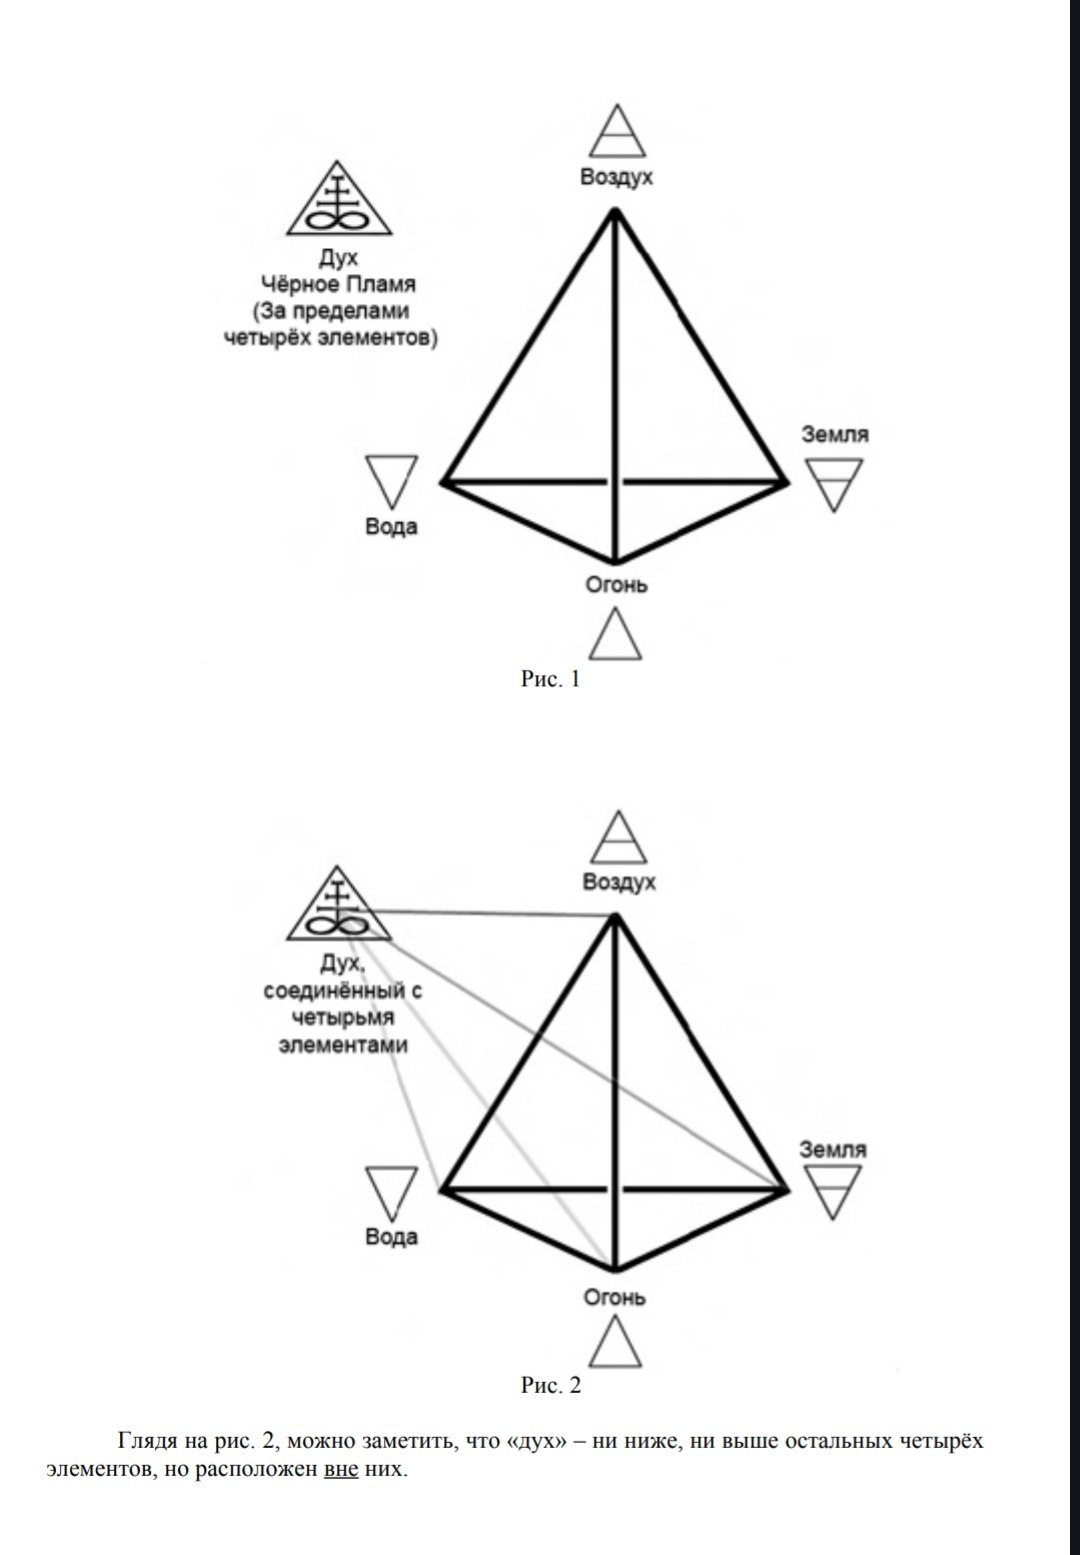 Воздух
Дух
Чёрное Пламя
(За пределами
четырёх элементов)
Земля
Вода
Огонь
Рис. 1
Воздух
Дух,
соединённый с
четырьмя
элементами
Земля
Вода
Огонь
Рис. 2
Глядя на рис. 2, можно заметить, что «дух» – ни ниже, ни выше остальных четырёх
элементов, но расположен вне них.